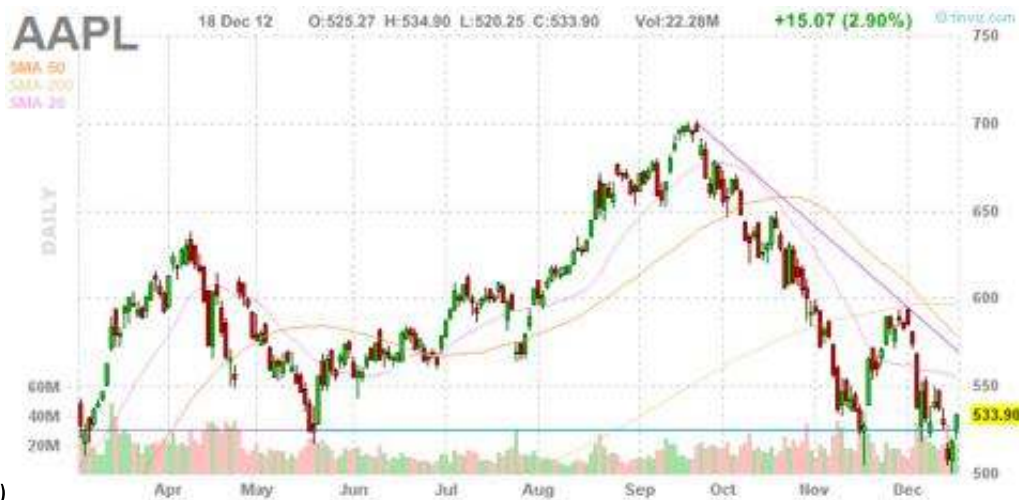 AAPL
18 Dec 12 O:525.27 H:534.90 L:520.25 C:533.90 Vol:22.28M +15.07 (2.90%) © finviz.com
SMA-50
SMA-200
SMA-20
DAILY
750
700
650
600
550
533.90
500
60M
40M
20M
Apr May Jun Jul Aug Sep Oct Nov Dec
)